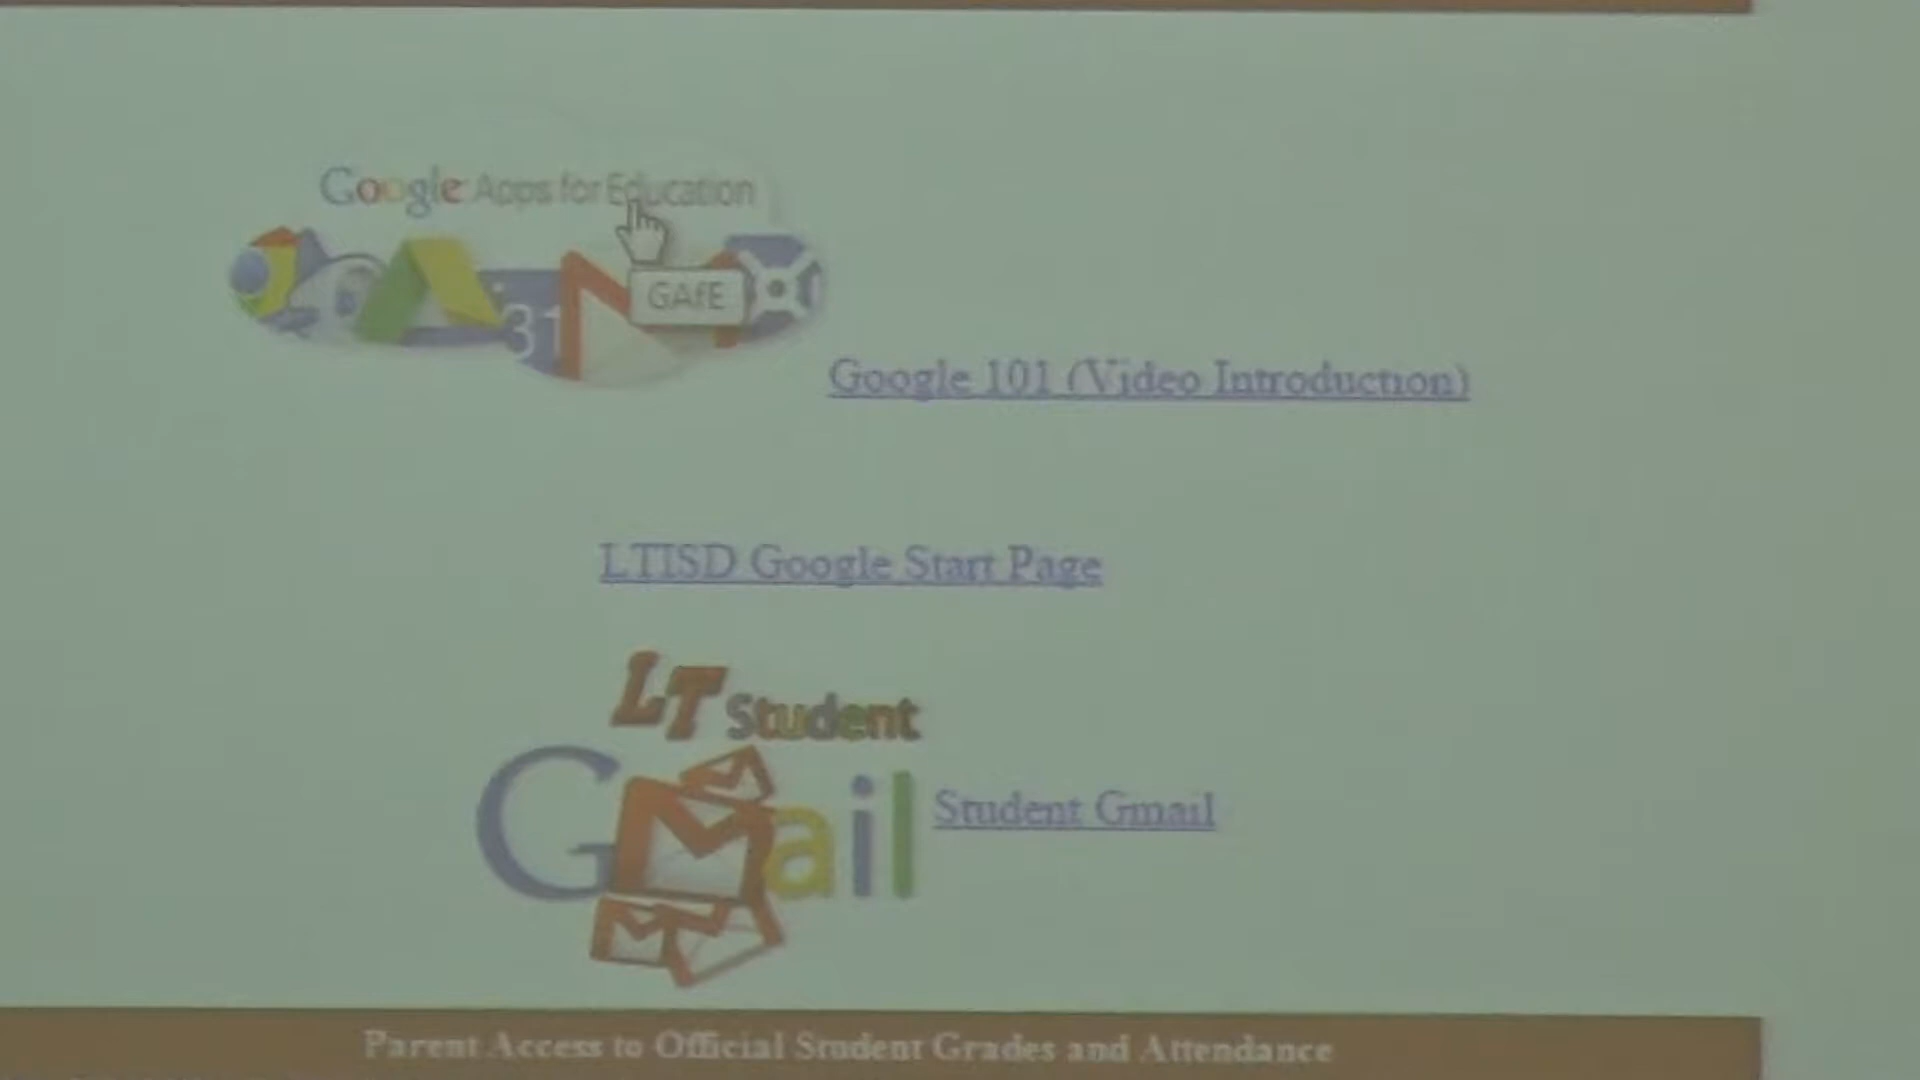 Google Apps for Education
31
GAfE
Google 101 (Video Introduction)
LTISD Google Start Page
LT Student
GMail
Student Gmail
Parent Access to Official Student Grades and Attendance